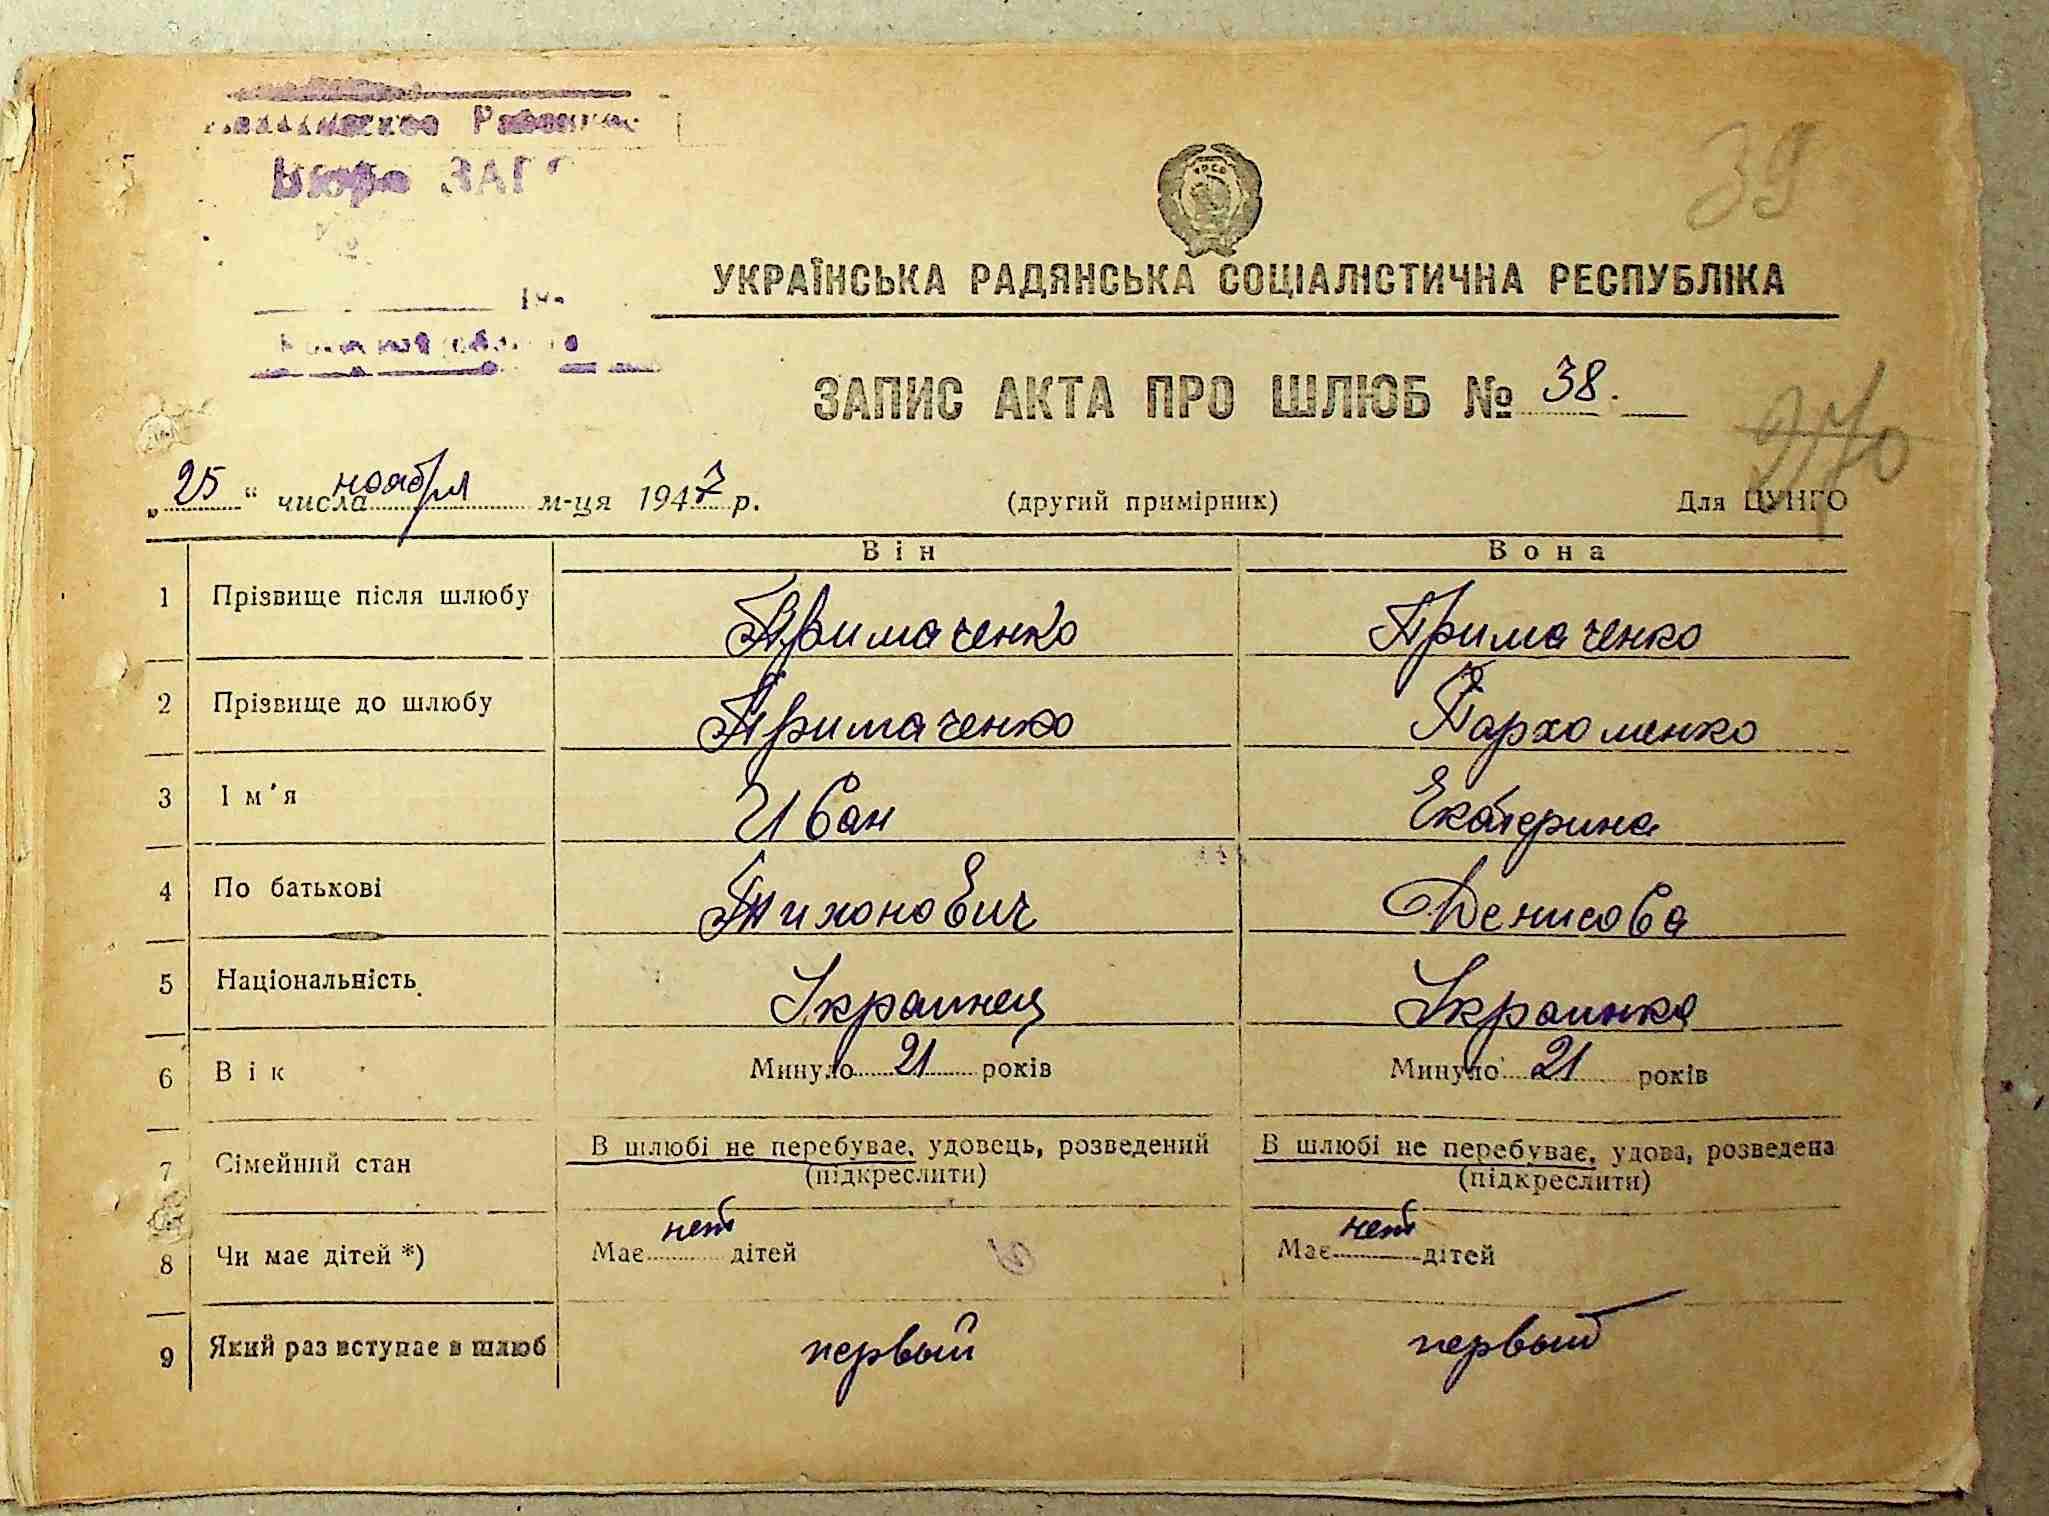 Бюро ЗАГС
39
УКРАЇНСЬКА РАДЯНСЬКА СОЦІАЛІСТИЧНА РЕСПУБЛІКА
ЗАПИС АКТА ПРО ШЛЮБ № 38.
270
„25“ числа ноября м-ця 1947 р. (другий примірник) Для ЦУНГО
Він Вона
1 Прізвище після шлюбу Примаченко Примаченко
2 Прізвище до шлюбу Примаченко Пархоменко
3 Ім'я Иван Екатерина
4 По батькові Тихонович Денисова
5 Національність Украинец Украинка
6 Вік Минуло 21 років Минуло 21 років
7 Сімейний стан В шлюбі не перебуває, удовець, розведений В шлюбі не перебуває, удова, розведена
(підкреслити) (підкреслити)
8 Чи має дітей *) Має нет дітей Має нет дітей
9 Який раз вступає в шлюб первый первый